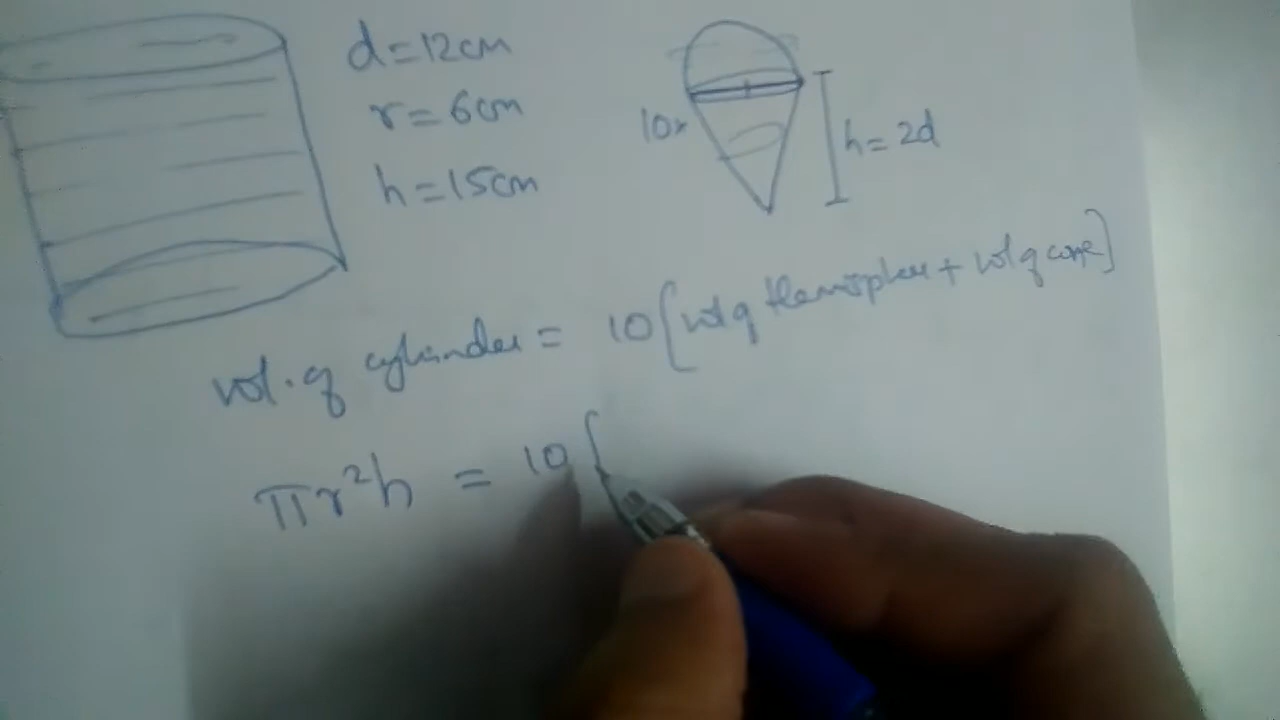 d=12cm
r=6cm
h=15cm
10x
h=2d
vol. of cylinder = 10[vol of Hemisphere + vol of cone]
πr²h = 10[